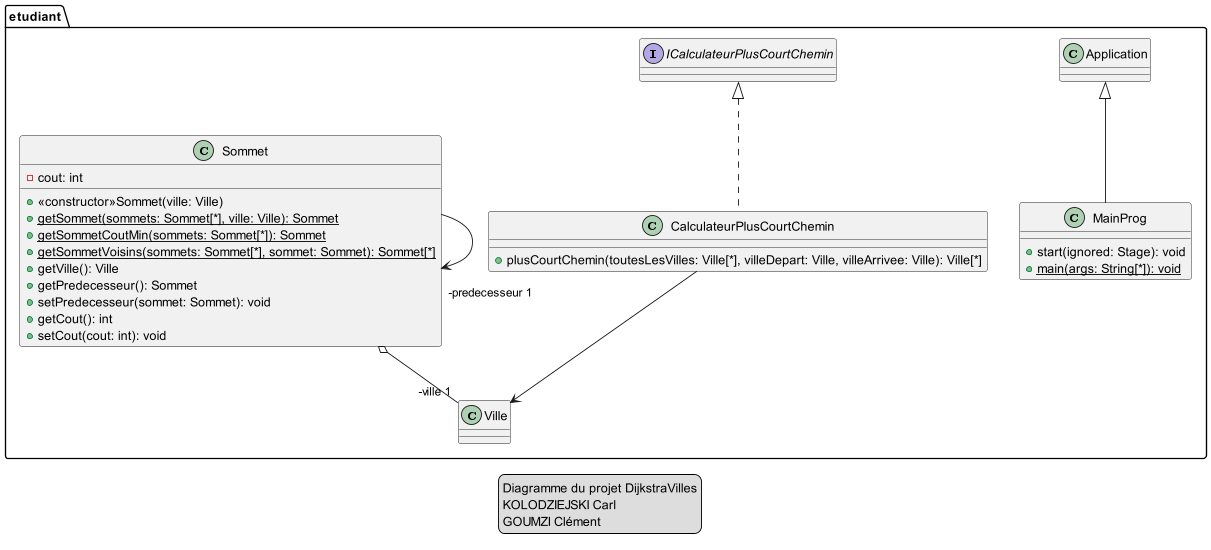 etudiant
I ICalculateurPlusCourtChemin
C Application
C Sommet
cout: int
«constructor»Sommet(ville: Ville)
getSommet(sommets: Sommet[*], ville: Ville): Sommet
getSommetCoutMin(sommets: Sommet[*]): Sommet
getSommetVoisins(sommets: Sommet[*], sommet: Sommet): Sommet[*]
getVille(): Ville
getPredecesseur(): Sommet
setPredecesseur(sommet: Sommet): void
getCout(): int
setCout(cout: int): void
-predecesseur 1
C CalculateurPlusCourtChemin
plusCourtChemin(toutesLesVilles: Ville[*], villeDepart: Ville, villeArrivee: Ville): Ville[*]
C MainProg
start(ignored: Stage): void
main(args: String[*]): void
-ville 1
C Ville
Diagramme du projet DijkstraVilles
KOLODZIEJSKI Carl
GOUMZI Clément